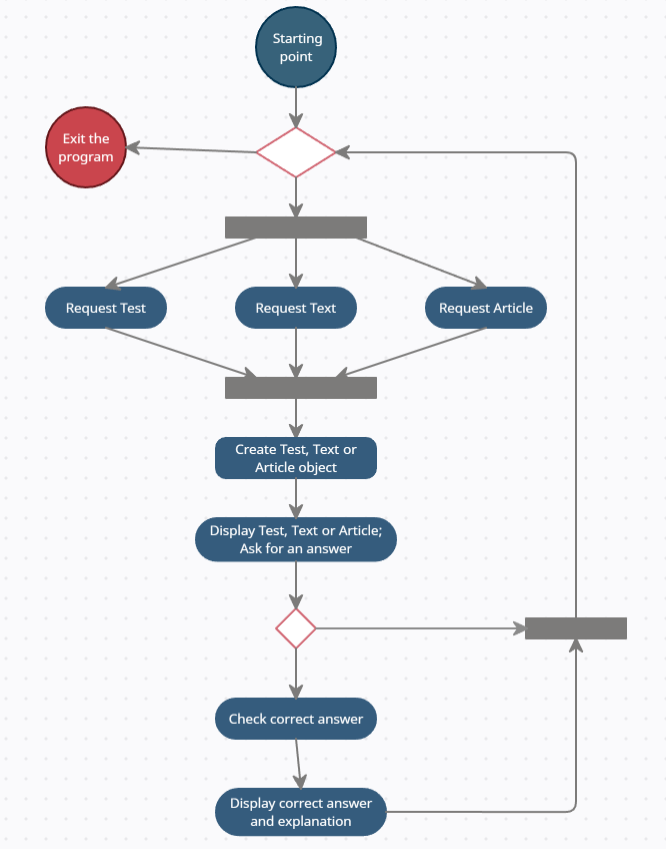 Starting
point
Exit the
program
Request Test
Request Text
Request Article
Create Test, Text or
Article object
Display Test, Text or Article;
Ask for an answer
Check correct answer
Display correct answer
and explanation